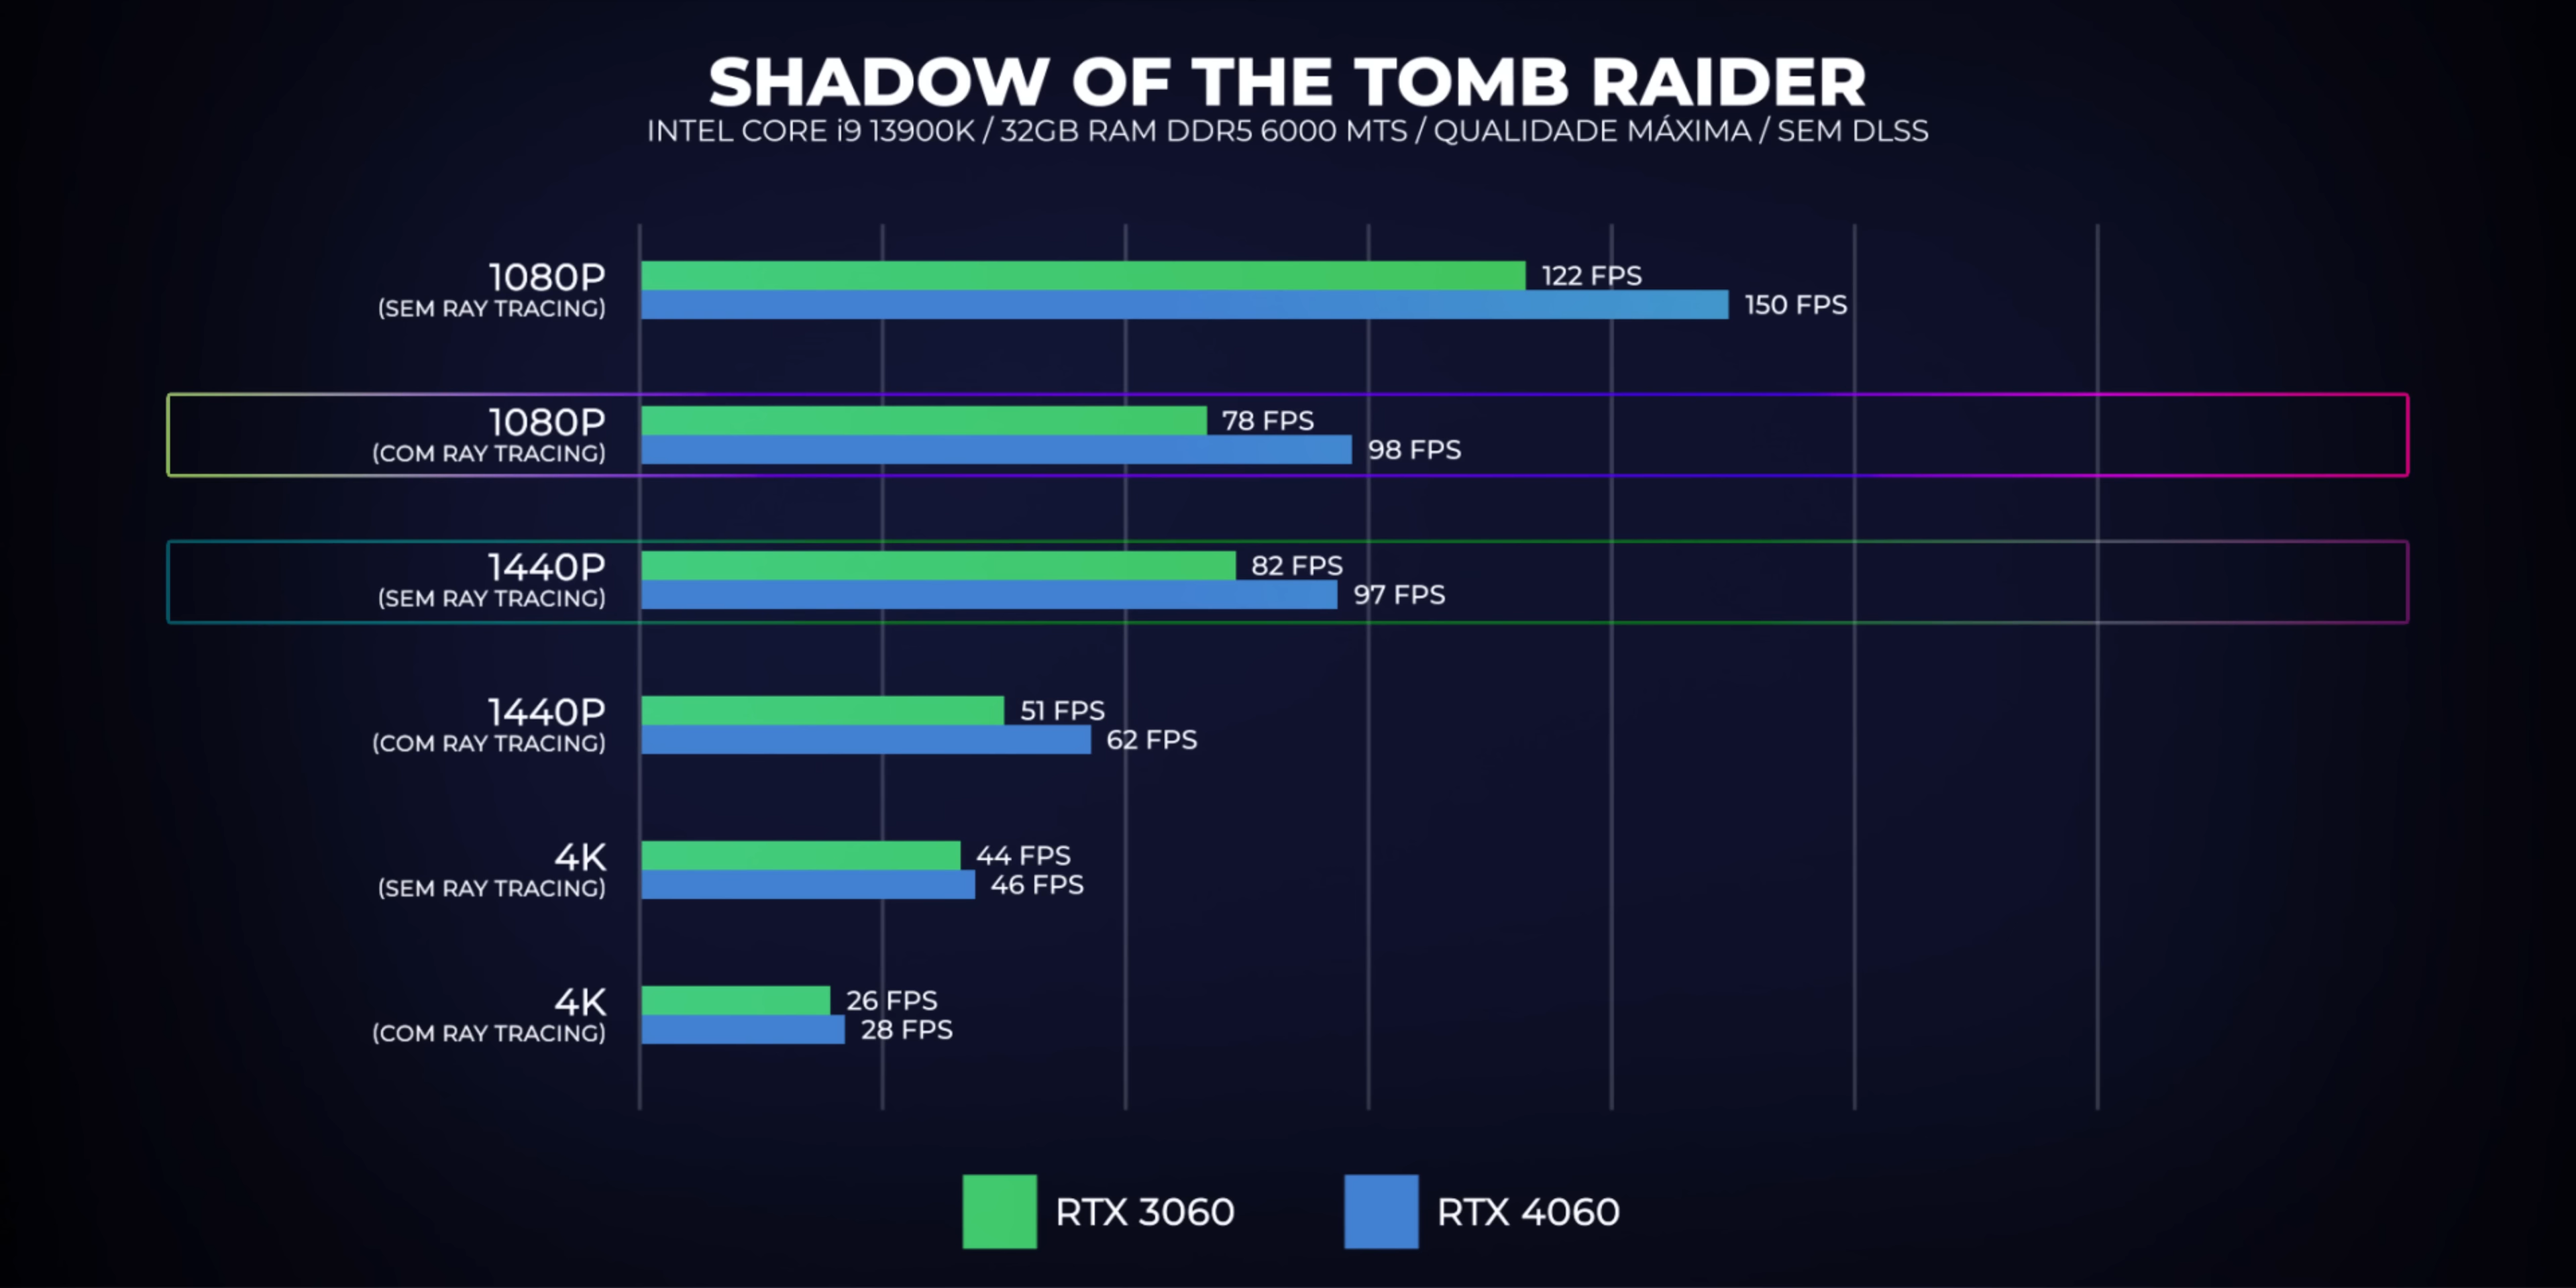 SHADOW OF THE TOMB RAIDER
INTEL CORE i9 13900K / 32GB RAM DDR5 6000 MTS / QUALIDADE MÁXIMA / SEM DLSS
1080P
(SEM RAY TRACING)
122 FPS
150 FPS
1080P
(COM RAY TRACING)
78 FPS
98 FPS
1440P
(SEM RAY TRACING)
82 FPS
97 FPS
1440P
(COM RAY TRACING)
51 FPS
62 FPS
4K
(SEM RAY TRACING)
44 FPS
46 FPS
4K
(COM RAY TRACING)
26 FPS
28 FPS
RTX 3060
RTX 4060